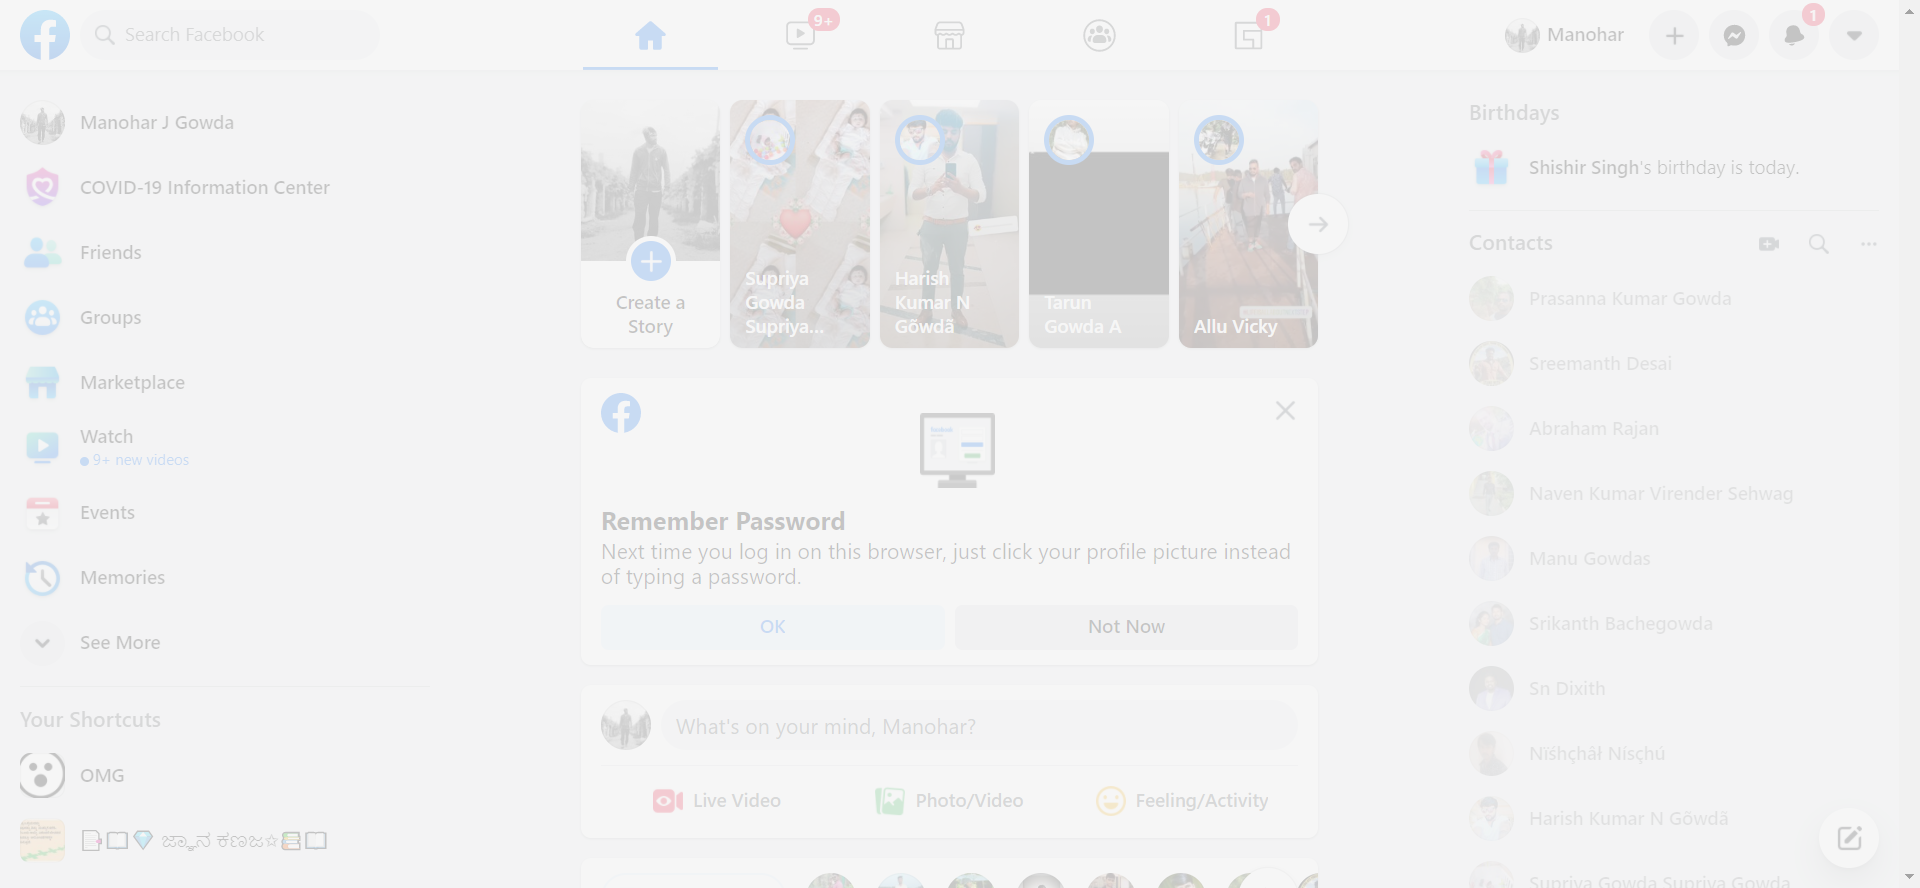 Search Facebook
9+
1
Manohar
1
Manohar J Gowda
COVID-19 Information Center
Friends
Groups
Marketplace
Watch
9+ new videos
Events
Memories
See More
Your Shortcuts
OMG
ಜ್ಞಾನ ಕಣಜ
Create a
Story
Supriya
Gowda
Supriya...
Harish
Kumar N
Gõwdã
Tarun
Gowda A
Allu Vicky
Remember Password
Next time you log in on this browser, just click your profile picture instead
of typing a password.
OK
Not Now
What's on your mind, Manohar?
Live Video
Photo/Video
Feeling/Activity
Birthdays
Shishir Singh's birthday is today.
Contacts
Prasanna Kumar Gowda
Sreemanth Desai
Abraham Rajan
Naven Kumar Virender Sehwag
Manu Gowdas
Srikanth Bachegowda
Sn Dixith
Harish Kumar N Gõwdã
Supriya Gowda Supriya Gowda